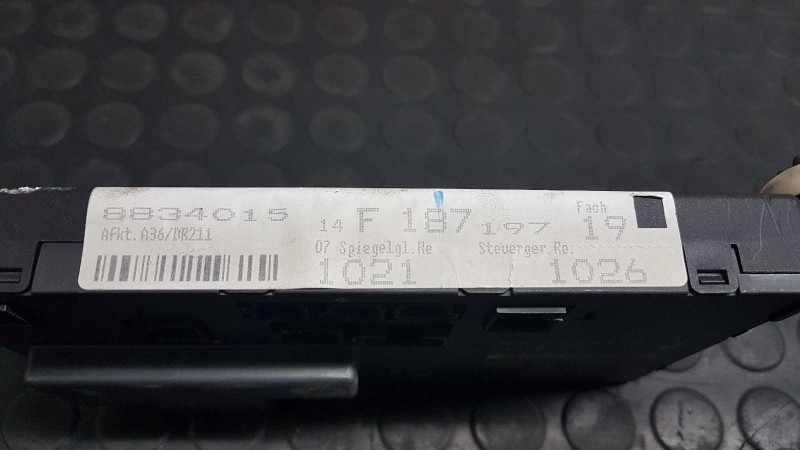 8834015 14 F 187 197 Fach 19
Afkt. A36/DR211 07 Spiegelgl.Re Steuerger.Re.
1021 1026